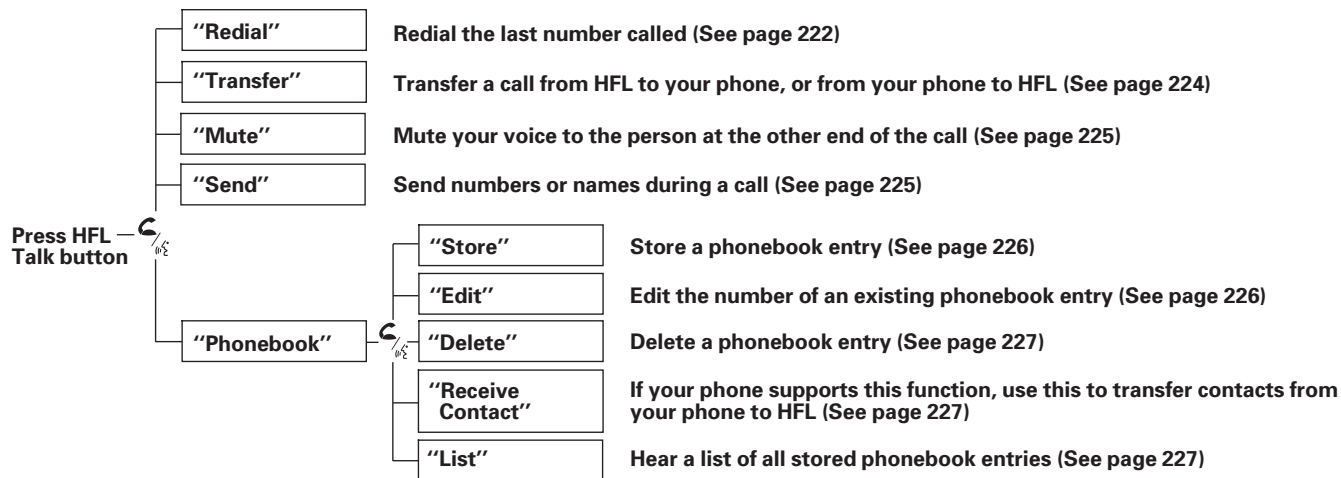 "Redial" Redial the last number called (See page 222)
"Transfer" Transfer a call from HFL to your phone, or from your phone to HFL (See page 224)
"Mute" Mute your voice to the person at the other end of the call (See page 225)
"Send" Send numbers or names during a call (See page 225)
Press HFL
Talk button
"Phonebook"
"Store" Store a phonebook entry (See page 226)
"Edit" Edit the number of an existing phonebook entry (See page 226)
"Delete" Delete a phonebook entry (See page 227)
"Receive
Contact"
If your phone supports this function, use this to transfer contacts from
your phone to HFL (See page 227)
"List" Hear a list of all stored phonebook entries (See page 227)